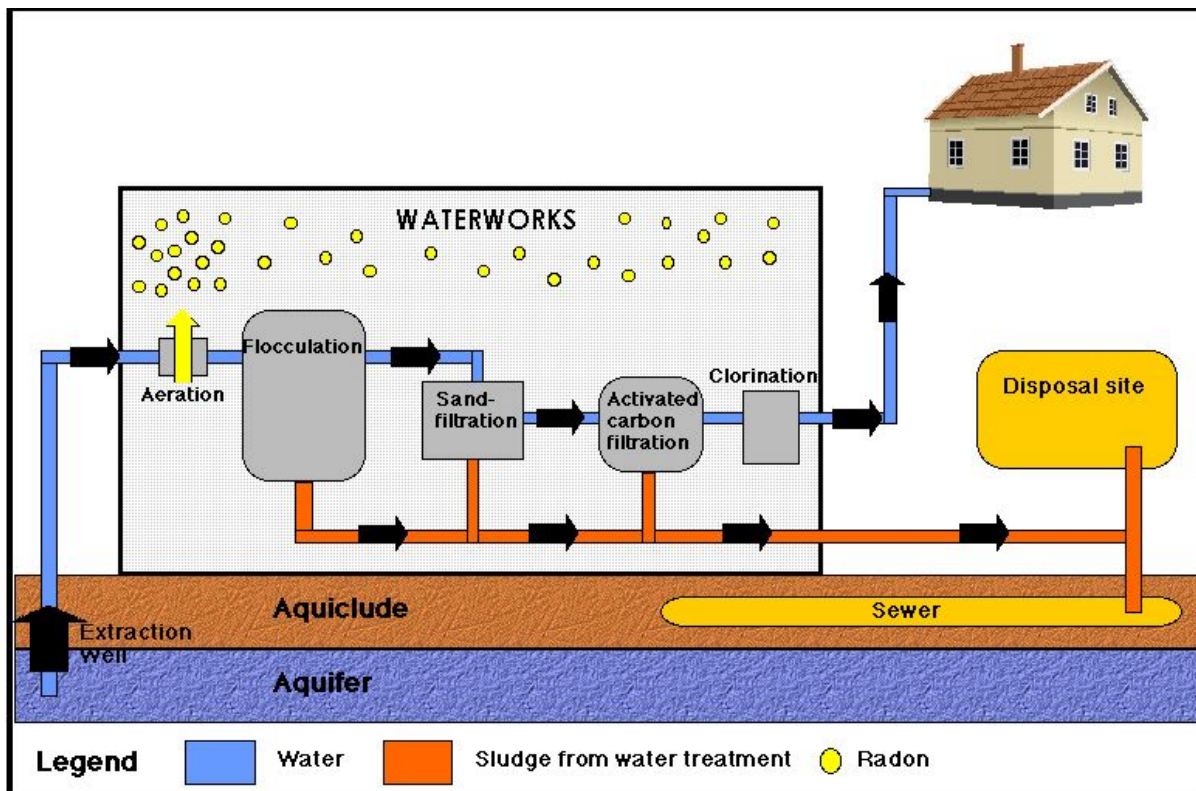 WATERWORKS
Flocculation
Aeration
Sand-
filtration
Activated
carbon
filtration
Clorination
Disposal site
Aquiclude
Sewer
Extraction
Well
Aquifer
Legend
Water
Sludge from water treatment
Radon